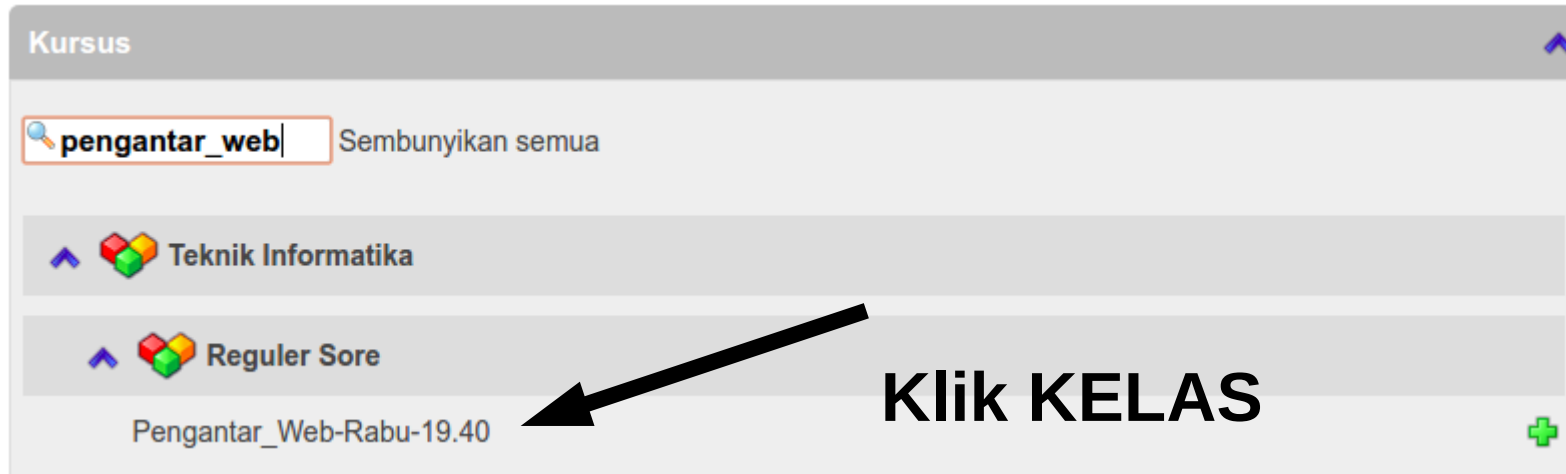 Kursus
pengantar_web Sembunyikan semua
Teknik Informatika
Reguler Sore
Klik KELAS
Pengantar_Web-Rabu-19.40